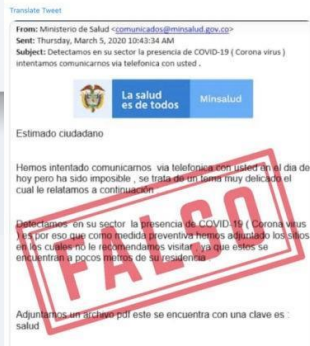 Translate Tweet
From: Ministerio de Salud <comunicados@minsalud.gov.co>
Sent: Thursday, March 5, 2020 10:43:34 AM
Subject: Detectamos en su sector la presencia de COVID-19 ( Corona virus )
intentamos comunicarnos via telefonica con usted .
La salud
es de todos
Minsalud
Estimado ciudadano
Hemos intentado comunicarnos via telefonica con usted en el dia de
hoy pero ha sido imposible , se trata de un tema muy delicado el
cual le relatamos a continuación
Detectamos en su sector la presencia de COVID-19 ( Corona virus
) es por eso que como medida preventiva hemos adjuntado los sitios
en los cuales no le recomendamos visitar ya que estos se
encuentran a pocos metros de su residencia
FALSO
Adjuntamos un archivo pdf este se encuentra con una clave es :
salud